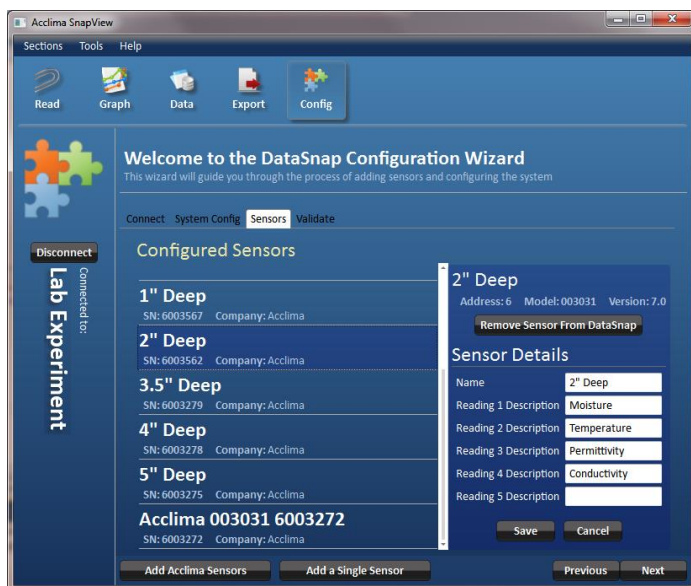 Acclima SnapView
Sections Tools Help
Read Graph Data Export Config
Welcome to the DataSnap Configuration Wizard
This wizard will guide you through the process of adding sensors and configuring the system
Connect System Config Sensors Validate
Disconnect
Connected to:
Lab Experiment
Configured Sensors
1" Deep
SN: 6003567 Company: Acclima
2" Deep
SN: 6003562 Company: Acclima
3.5" Deep
SN: 6003279 Company: Acclima
4" Deep
SN: 6003278 Company: Acclima
5" Deep
SN: 6003275 Company: Acclima
Acclima 003031 6003272
SN: 6003272 Company: Acclima
2" Deep
Address: 6 Model: 003031 Version: 7.0
Remove Sensor From DataSnap
Sensor Details
Name 2" Deep
Reading 1 Description Moisture
Reading 2 Description Temperature
Reading 3 Description Permittivity
Reading 4 Description Conductivity
Reading 5 Description
Save Cancel
Add Acclima Sensors Add a Single Sensor Previous Next